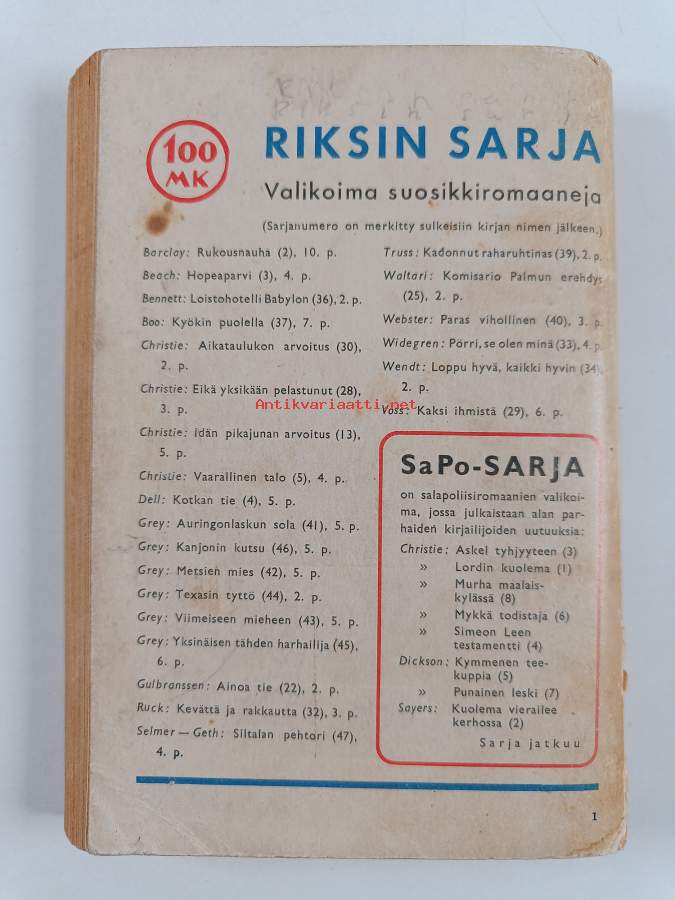 100
MK
RIKSIN SARJA
Valikoima suosikkiromaaneja
(Sarjanumero on merkitty sulkeisiin kirjan nimen jälkeen.)
Barclay: Rukousnauha (2), 10. p.
Beach: Hopeaparvi (3), 4. p.
Bennett: Loistohotelli Babylon (36), 2. p.
Boo: Kyökin puolella (37), 7. p.
Christie: Aikataulukon arvoitus (30),
2. p.
Christie: Eikä yksikään pelastunut (28),
3. p.
Christie: Idän pikajunan arvoitus (13),
5. p.
Christie: Vaarallinen talo (5), 4. p.
Dell: Kotkan tie (4), 5. p.
Grey: Auringonlaskun sola (41), 5. p.
Grey: Kanjonin kutsu (46), 5. p.
Grey: Metsien mies (42), 5. p.
Grey: Texasin tyttö (44), 2. p.
Grey: Viimeiseen mieheen (43), 5. p.
Grey: Yksinäisen tähden harhailija (45),
6. p.
Gulbranssen: Ainoa tie (22), 2. p.
Ruck: Kevättä ja rakkautta (32), 3. p.
Selmer — Geth: Siltalan pehtori (47),
4. p.
Truss: Kadonnut raharuhtinas (39), 2. p.
Waltari: Komisario Palmun erehdys
(25), 2. p.
Webster: Paras vihollinen (40), 3. p.
Widegren: Pörri, se olen minä (33), 4. p.
Wendt: Loppu hyvä, kaikki hyvin (34),
2. p.
Voss: Kaksi ihmistä (29), 6. p.
Antikvariaatti.net
SaPo-SARJA
on salapoliisiromaanien valikoi-
ma, jossa julkaistaan alan par-
haiden kirjailijoiden uutuuksia:
Christie: Askel tyhjyyteen (3)
» Lordin kuolema (1)
» Murha maalais-
kylässä (8)
» Mykkä todistaja (6)
» Simeon Leen
testamentti (4)
Dickson: Kymmenen tee-
kuppia (5)
» Punainen leski (7)
Sayers: Kuolema vierailee
kerhossa (2)
Sarja jatkuu
1